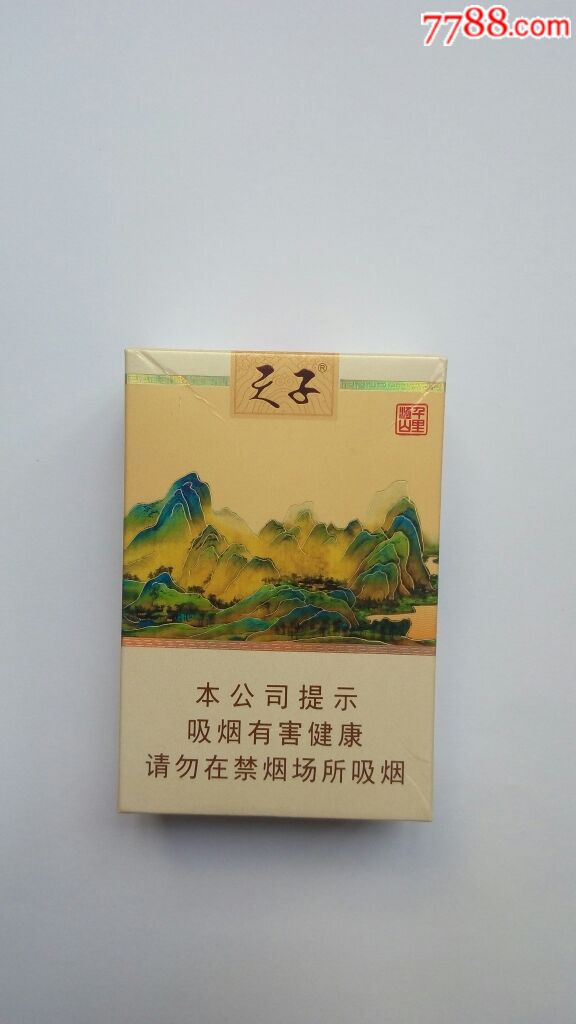 7788.com
天子®
千里江山
本公司提示
吸烟有害健康
请勿在禁烟场所吸烟